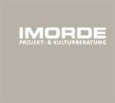 IMORDE
PROJEKT- & KULTURBERATUNG